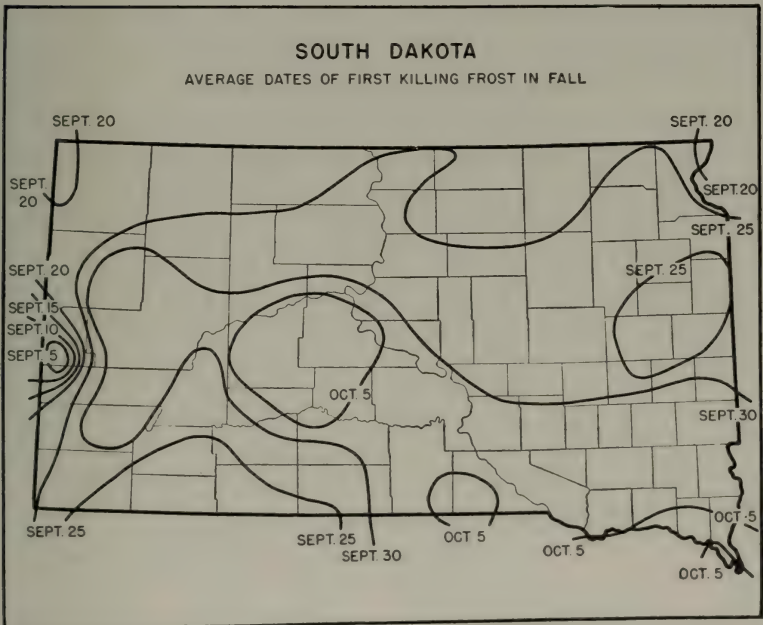 SOUTH DAKOTA
AVERAGE DATES OF FIRST KILLING FROST IN FALL
SEPT. 20
SEPT. 20
SEPT.
20
SEPT. 20
SEPT. 25
SEPT. 20
SEPT. 25
SEPT. 15
SEPT. 10
SEPT. 5
OCT. 5
SEPT. 30
SEPT. 25
SEPT. 25
SEPT. 30
OCT. 5
OCT. 5
OCT. 5
OCT. 5